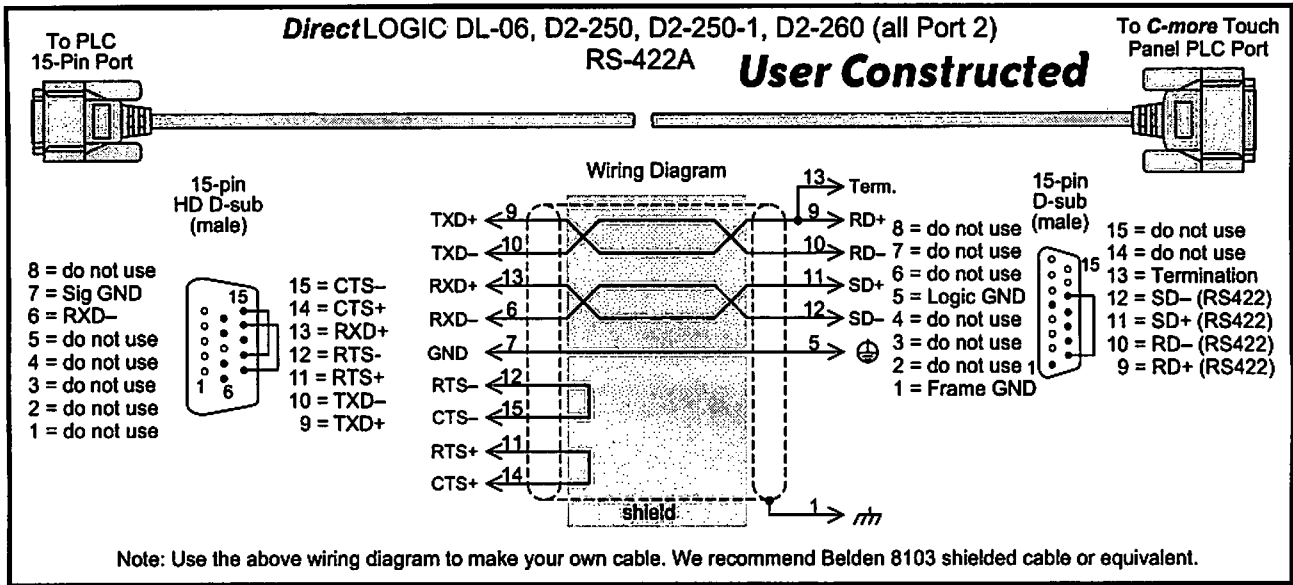 DirectLOGIC DL-06, D2-250, D2-250-1, D2-260 (all Port 2)
RS-422A
User Constructed
To PLC
15-Pin Port
To C-more Touch
Panel PLC Port
15-pin
HD D-sub
(male)
8 = do not use
7 = Sig GND
6 = RXD–
5 = do not use
4 = do not use
3 = do not use
2 = do not use
1 = do not use
15
1
6
15 = CTS–
14 = CTS+
13 = RXD+
12 = RTS-
11 = RTS+
10 = TXD–
9 = TXD+
Wiring Diagram
13 Term.
TXD+ 9 9 RD+
TXD– 10 10 RD–
RXD+ 13 11 SD+
RXD– 6 12 SD–
GND 7 5
RTS– 12
CTS– 15
RTS+ 11
CTS+ 14
shield
1
15-pin
D-sub
(male)
8 = do not use
7 = do not use
6 = do not use
5 = Logic GND
4 = do not use
3 = do not use
2 = do not use
1 = Frame GND
15
1
15 = do not use
14 = do not use
13 = Termination
12 = SD– (RS422)
11 = SD+ (RS422)
10 = RD– (RS422)
9 = RD+ (RS422)
Note: Use the above wiring diagram to make your own cable. We recommend Belden 8103 shielded cable or equivalent.